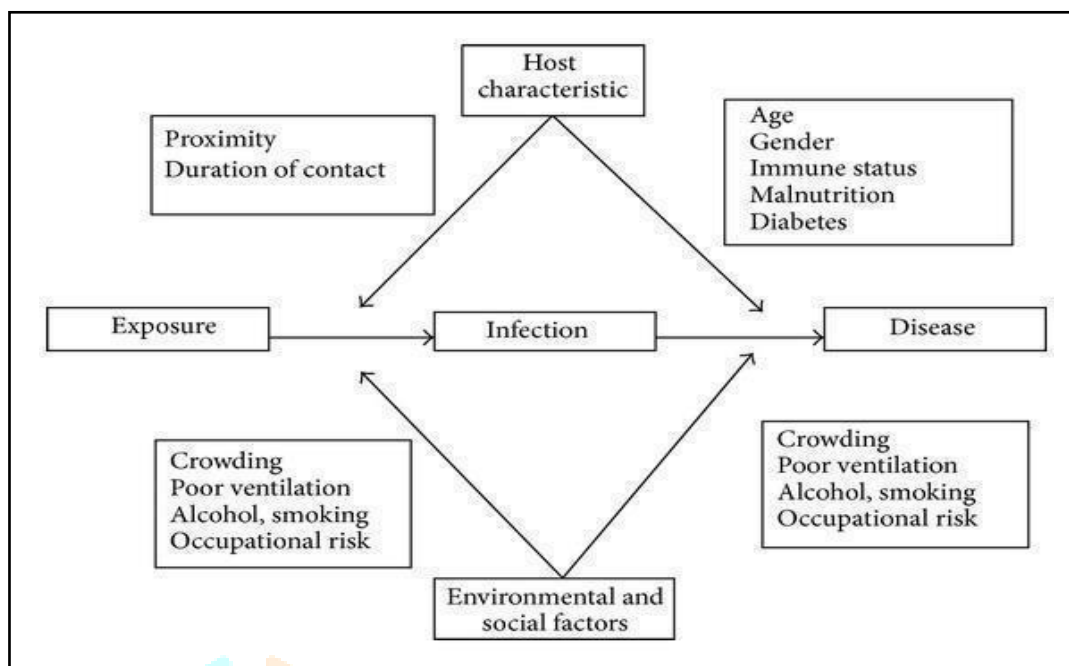 Host
characteristic
Proximity
Duration of contact
Age
Gender
Immune status
Malnutrition
Diabetes
Exposure
Infection
Disease
Crowding
Poor ventilation
Alcohol, smoking
Occupational risk
Crowding
Poor ventilation
Alcohol, smoking
Occupational risk
Environmental and
social factors